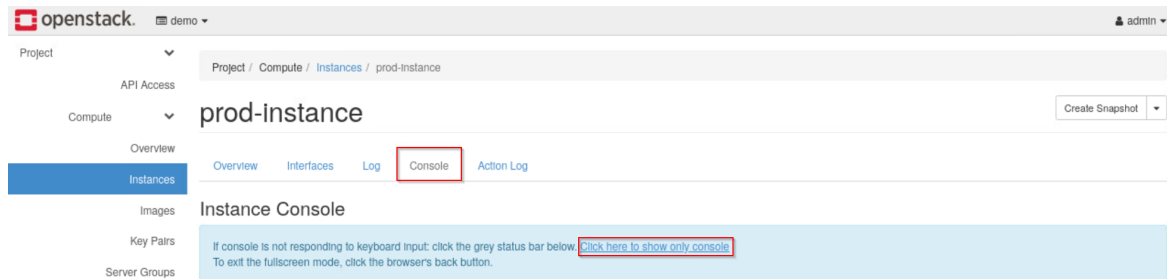 openstack. demo admin
Project
Project / Compute / Instances / prod-instance
API Access
Compute
prod-instance
Create Snapshot
Overview
Overview Interfaces Log Console Action Log
Instances
Images
Instance Console
Key Pairs
If console is not responding to keyboard input: click the grey status bar below. Click here to show only console
To exit the fullscreen mode, click the browser's back button.
Server Groups